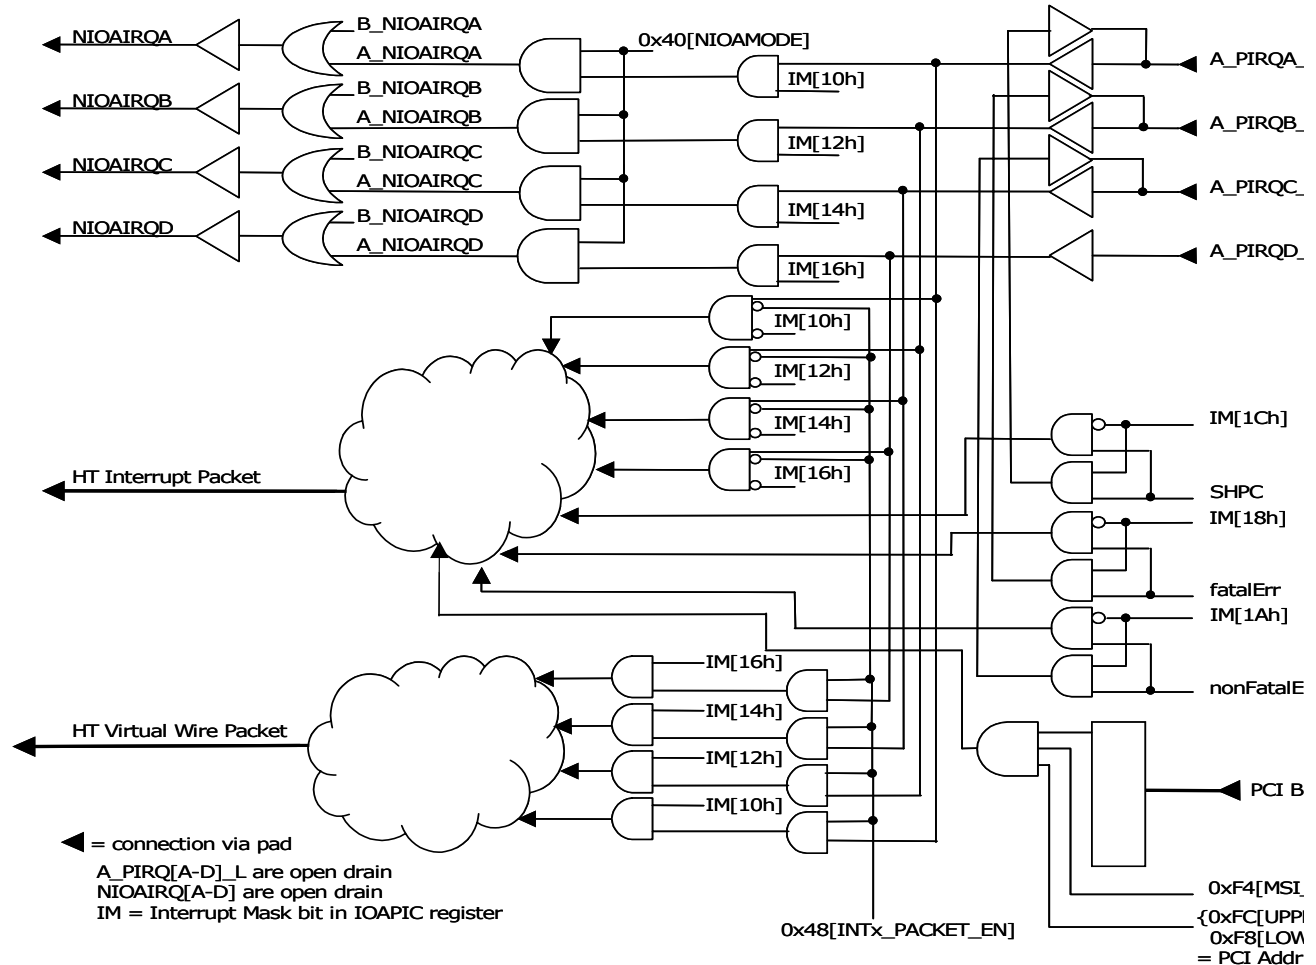 B_NIOAIRQA
NIOAIRQA
A_NIOAIRQA
0x40[NIOAMODE]
IM[10h]
A_PIRQA_
B_NIOAIRQB
NIOAIRQB
A_NIOAIRQB
IM[12h]
A_PIRQB_
B_NIOAIRQC
NIOAIRQC
A_NIOAIRQC
IM[14h]
A_PIRQC_
B_NIOAIRQD
NIOAIRQD
A_NIOAIRQD
IM[16h]
A_PIRQD_
IM[10h]
IM[12h]
IM[14h]
IM[16h]
HT Interrupt Packet
IM[1Ch]
SHPC
IM[18h]
fatalErr
IM[1Ah]
nonFatalE
IM[16h]
IM[14h]
HT Virtual Wire Packet
IM[12h]
IM[10h]
PCI B
= connection via pad
A_PIRQ[A-D]_L are open drain
NIOAIRQ[A-D] are open drain
IM = Interrupt Mask bit in IOAPIC register
0x48[INTx_PACKET_EN]
0xF4[MSI_
{0xFC[UPP
0xF8[LOW
= PCI Addr